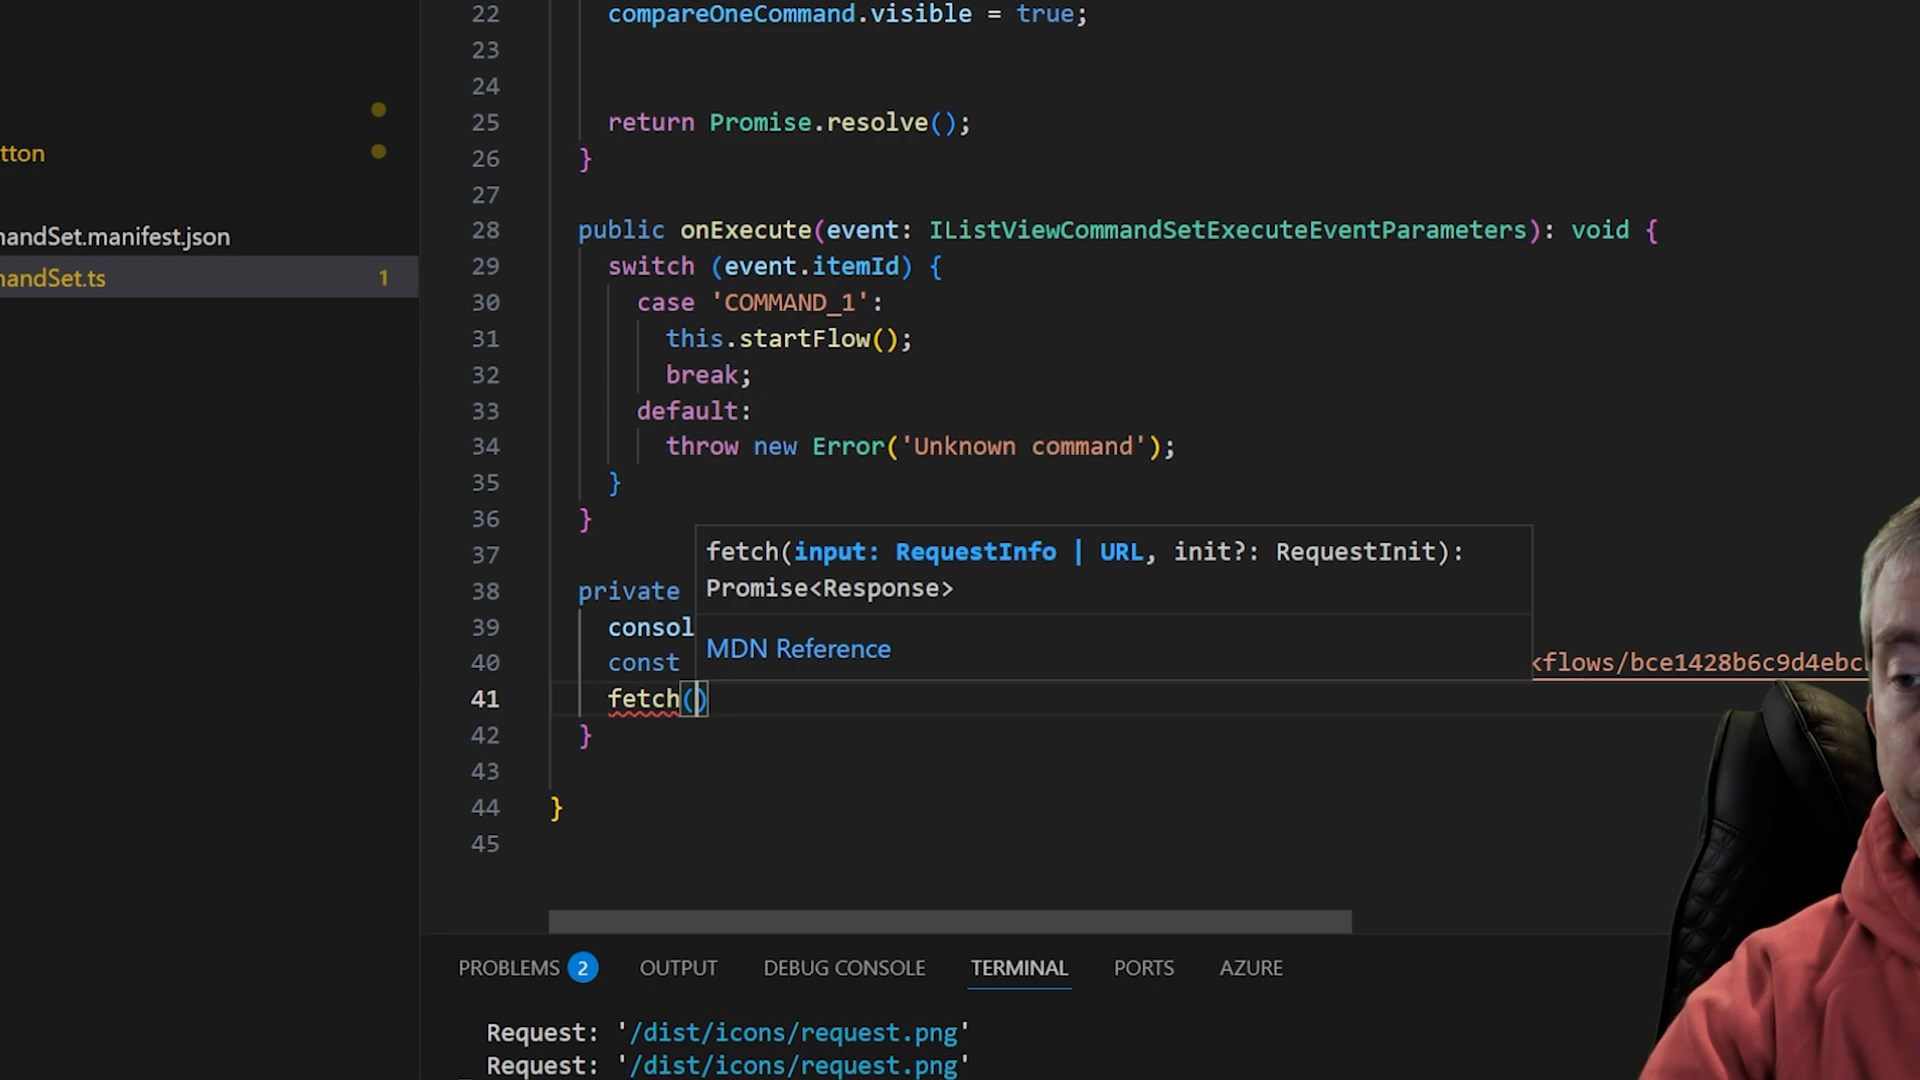 22 compareOneCommand.visible = true;
23
24
25 return Promise.resolve();
26 }
27
tton
28 public onExecute(event: IListViewCommandSetExecuteEventParameters): void {
andSet.manifest.json
29 switch (event.itemId) {
andSet.ts 1
30 case 'COMMAND_1':
31 this.startFlow();
32 break;
33 default:
34 throw new Error('Unknown command');
35 }
36 }
37
fetch(input: RequestInfo | URL, init?: RequestInit):
Promise<Response>
MDN Reference
38 private
39 consol
40 const kflows/bce1428b6c9d4ebc
41 fetch()
42 }
43
44 }
45
PROBLEMS 2 OUTPUT DEBUG CONSOLE TERMINAL PORTS AZURE
Request: '/dist/icons/request.png'
Request: '/dist/icons/request.png'